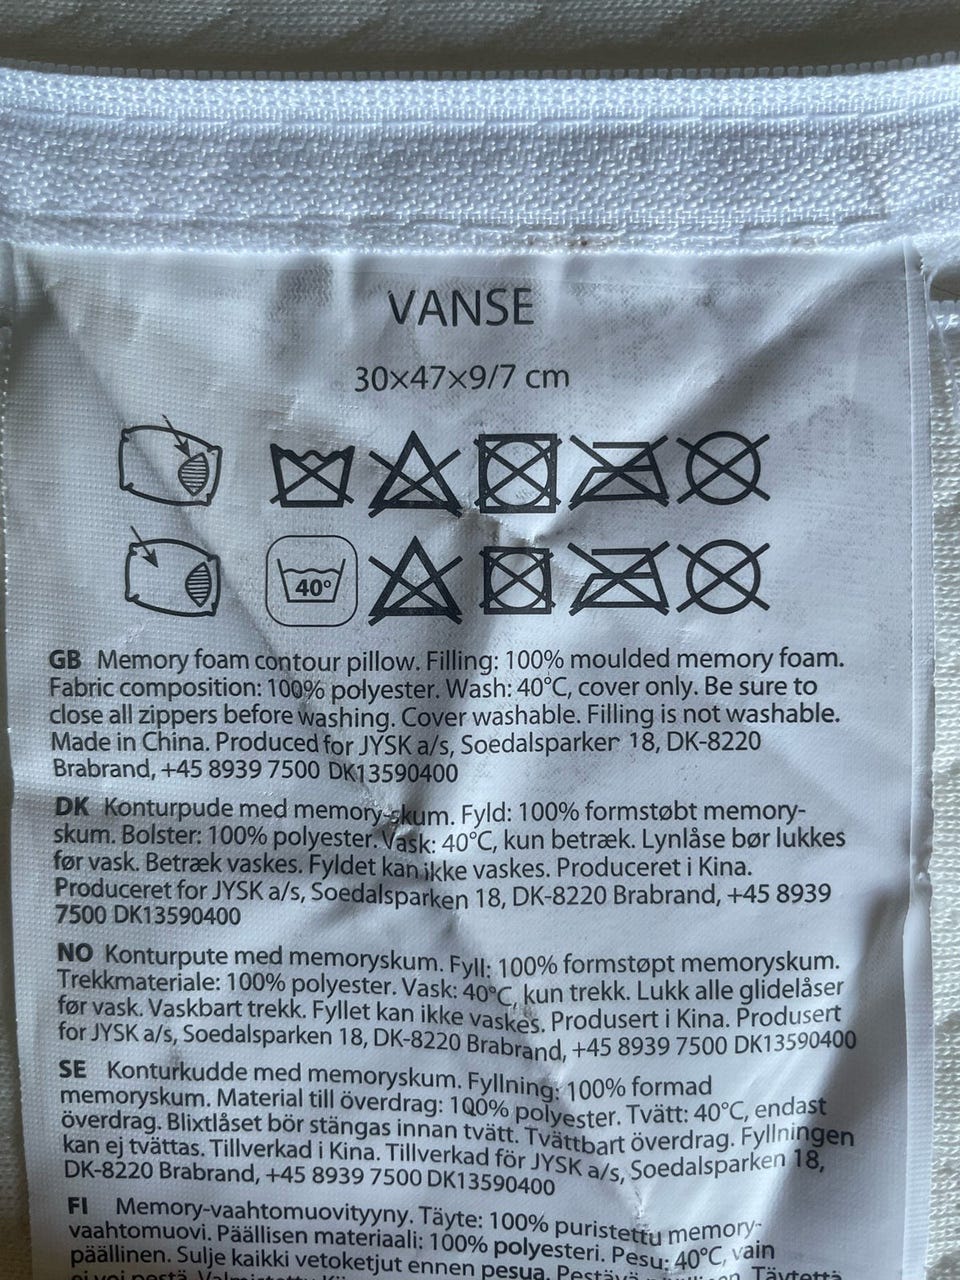 VANSE
30×47×9/7 cm
40°
GB Memory foam contour pillow. Filling: 100% moulded memory foam.
Fabric composition: 100% polyester. Wash: 40°C, cover only. Be sure to
close all zippers before washing. Cover washable. Filling is not washable.
Made in China. Produced for JYSK a/s, Soedalsparker 18, DK-8220
Brabrand, +45 8939 7500 DK13590400
DK Konturpude med memory-skum. Fyld: 100% formstøbt memory-
skum. Bolster: 100% polyester. Vask: 40°C, kun betræk. Lynlåse bør lukkes
før vask. Betræk vaskes. Fyldet kan ikke vaskes. Produceret i Kina.
Produceret for JYSK a/s, Soedalsparken 18, DK-8220 Brabrand, +45 8939
7500 DK13590400
NO Konturpute med memoryskum. Fyll: 100% formstøpt memoryskum.
Trekkmateriale: 100% polyester. Vask: 40°C, kun trekk. Lukk alle glidelåser
før vask. Vaskbart trekk. Fyllet kan ikke vaskes. Produsert i Kina. Produsert
for JYSK a/s, Soedalsparken 18, DK-8220 Brabrand, +45 8939 7500 DK13590400
SE Konturkudde med memoryskum. Fyllning: 100% formad
memoryskum. Material till överdrag: 100% polyester. Tvätt: 40°C, endast
överdrag. Blixtlåset bör stängas innan tvätt. Tvättbart överdrag. Fyllningen
kan ej tvättas. Tillverkad i Kina. Tillverkad för JYSK a/s, Soedalsparken 18,
DK-8220 Brabrand, +45 8939 7500 DK13590400
FI Memory-vaahtomuovityyny. Täyte: 100% puristettu memory-
vaahtomuovi. Päällisen materiaali: 100% polyesteri. Pesu: 40°C, vain
päällinen. Sulje kaikki vetoketjut ennen pesua. Pestävä Täytettä
ei voi pestä.